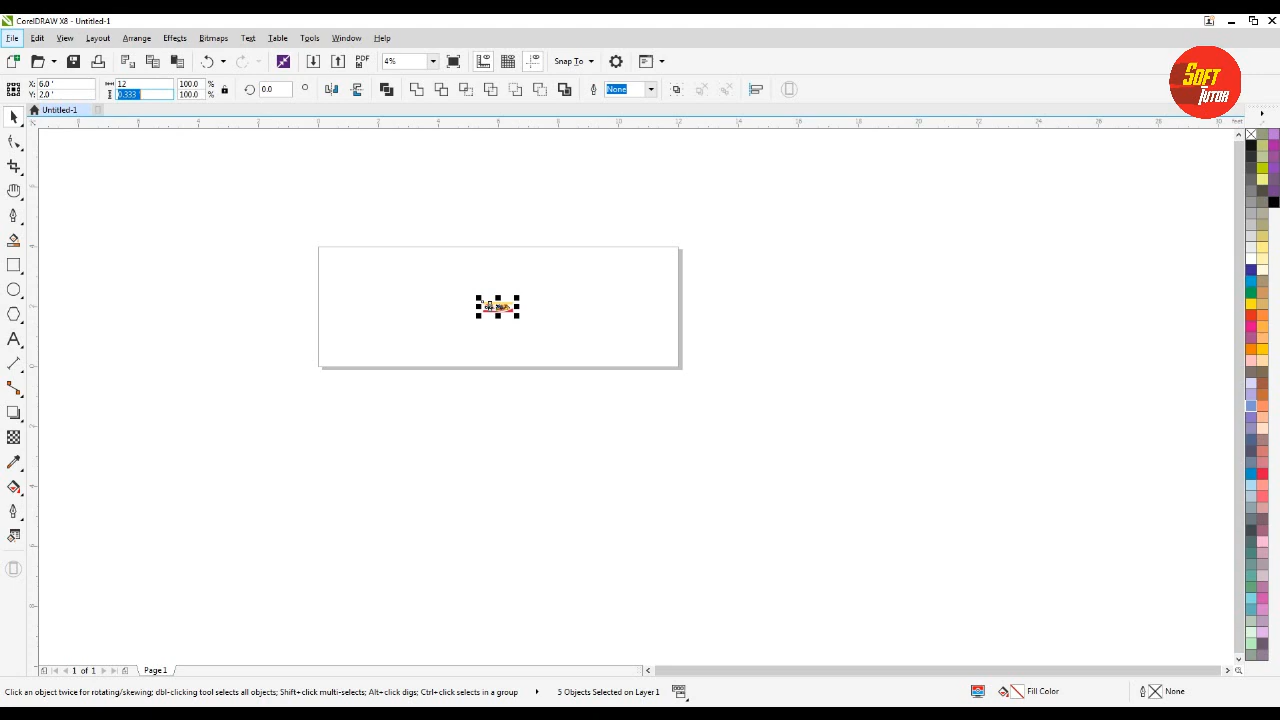 CorelDRAW X8 - Untitled-1
File Edit View Layout Arrange Effects Bitmaps Text Table Tools Window Help
PDF 4% Snap To
X: 6.0 ' 12 100.0 %
Y: 2.0 ' 0.333 100.0 % 0.0 ° None
SOFT TUTOR
Untitled-1
1 of 1 Page 1
Click an object twice for rotating/skewing; dbl-clicking tool selects all objects; Shift+click multi-selects; Alt+click digs; Ctrl+click selects in a group 5 Objects Selected on Layer 1 Fill Color None